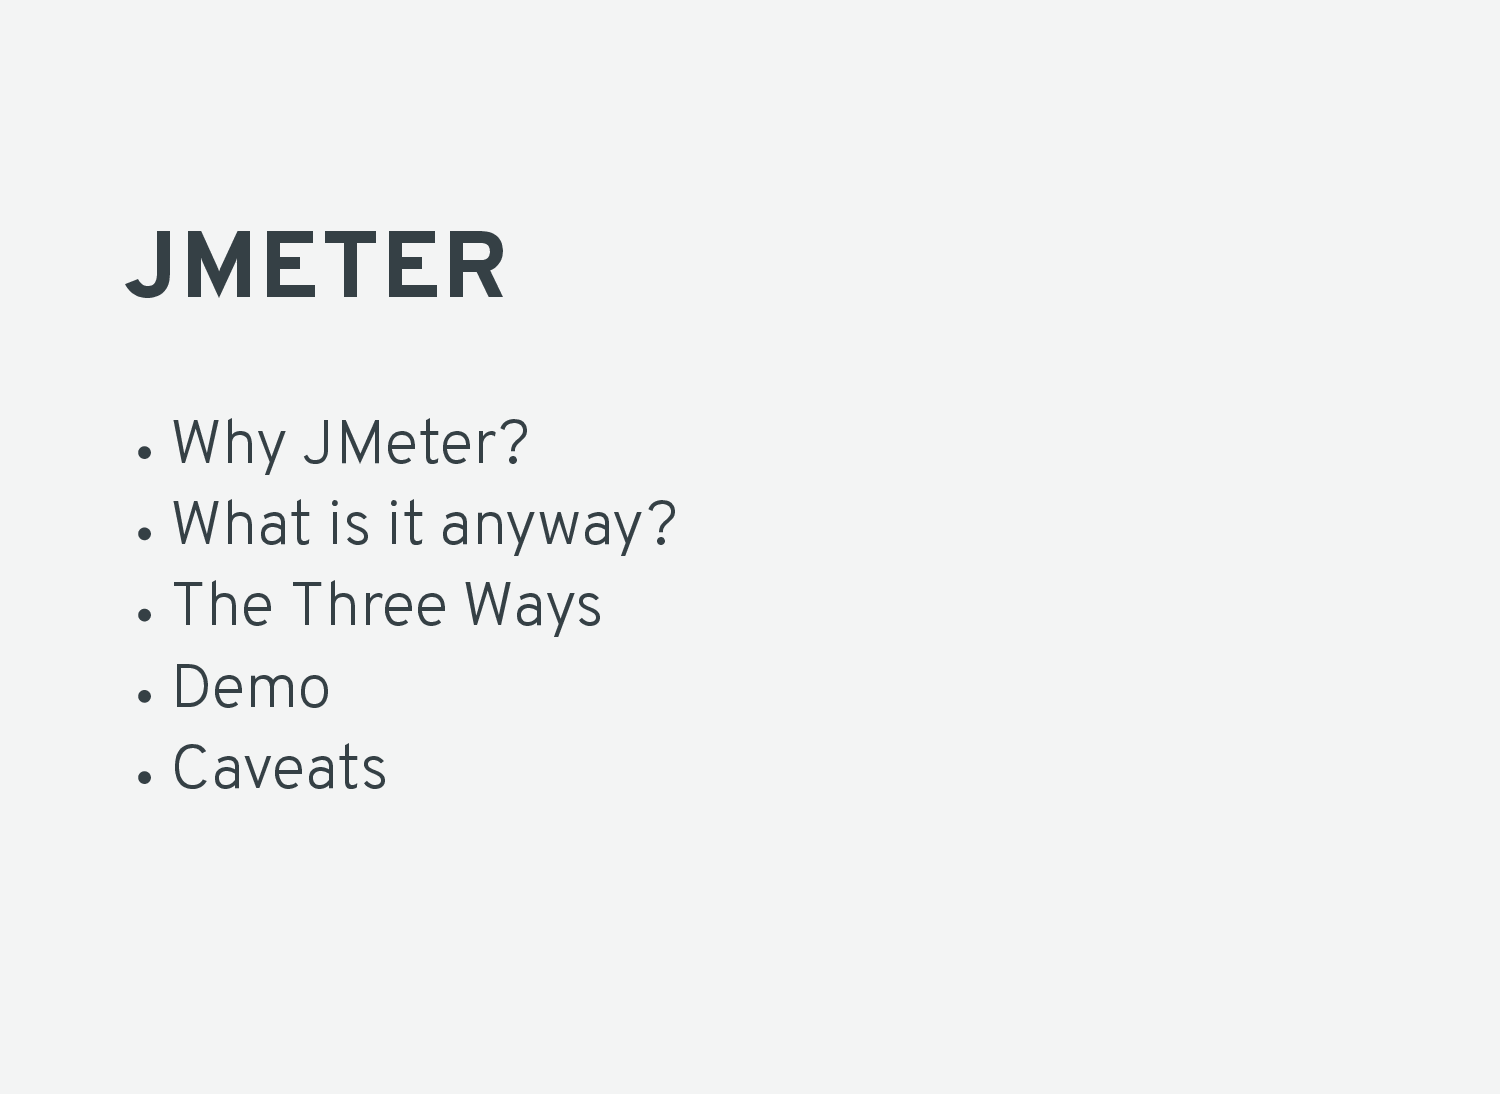 JMETER
• Why JMeter?
• What is it anyway?
• The Three Ways
• Demo
• Caveats